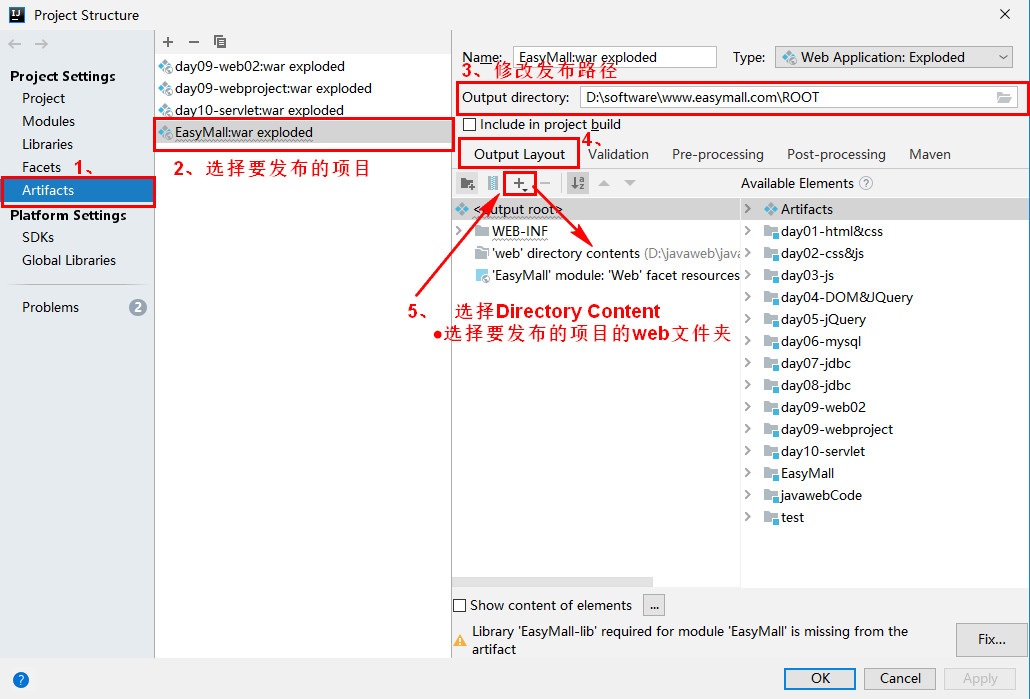 Project Structure
Project Settings
Project
Modules
Libraries
Facets
1、
Artifacts
Platform Settings
SDKs
Global Libraries
Problems
2
day09-web02:war exploded
day09-webproject:war exploded
day10-servlet:war exploded
EasyMall:war exploded
2、选择要发布的项目
Name: EasyMall:war exploded
Type: Web Application: Exploded
3、修改发布路径
Output directory: D:\software\www.easymall.com\ROOT
Include in project build
4、
Output Layout Validation Pre-processing Post-processing Maven
Available Elements ?
<output root>
WEB-INF
'web' directory contents (D:\javaweb\java
'EasyMall' module: 'Web' facet resources
5、 选择Directory Content
●选择要发布的项目的web文件夹
Artifacts
day01-html&css
day02-css&js
day03-js
day04-DOM&JQuery
day05-jQuery
day06-mysql
day07-jdbc
day08-jdbc
day09-web02
day09-webproject
day10-servlet
EasyMall
javawebCode
test
Show content of elements ...
Library 'EasyMall-lib' required for module 'EasyMall' is missing from the
artifact
Fix...
?
OK Cancel Apply